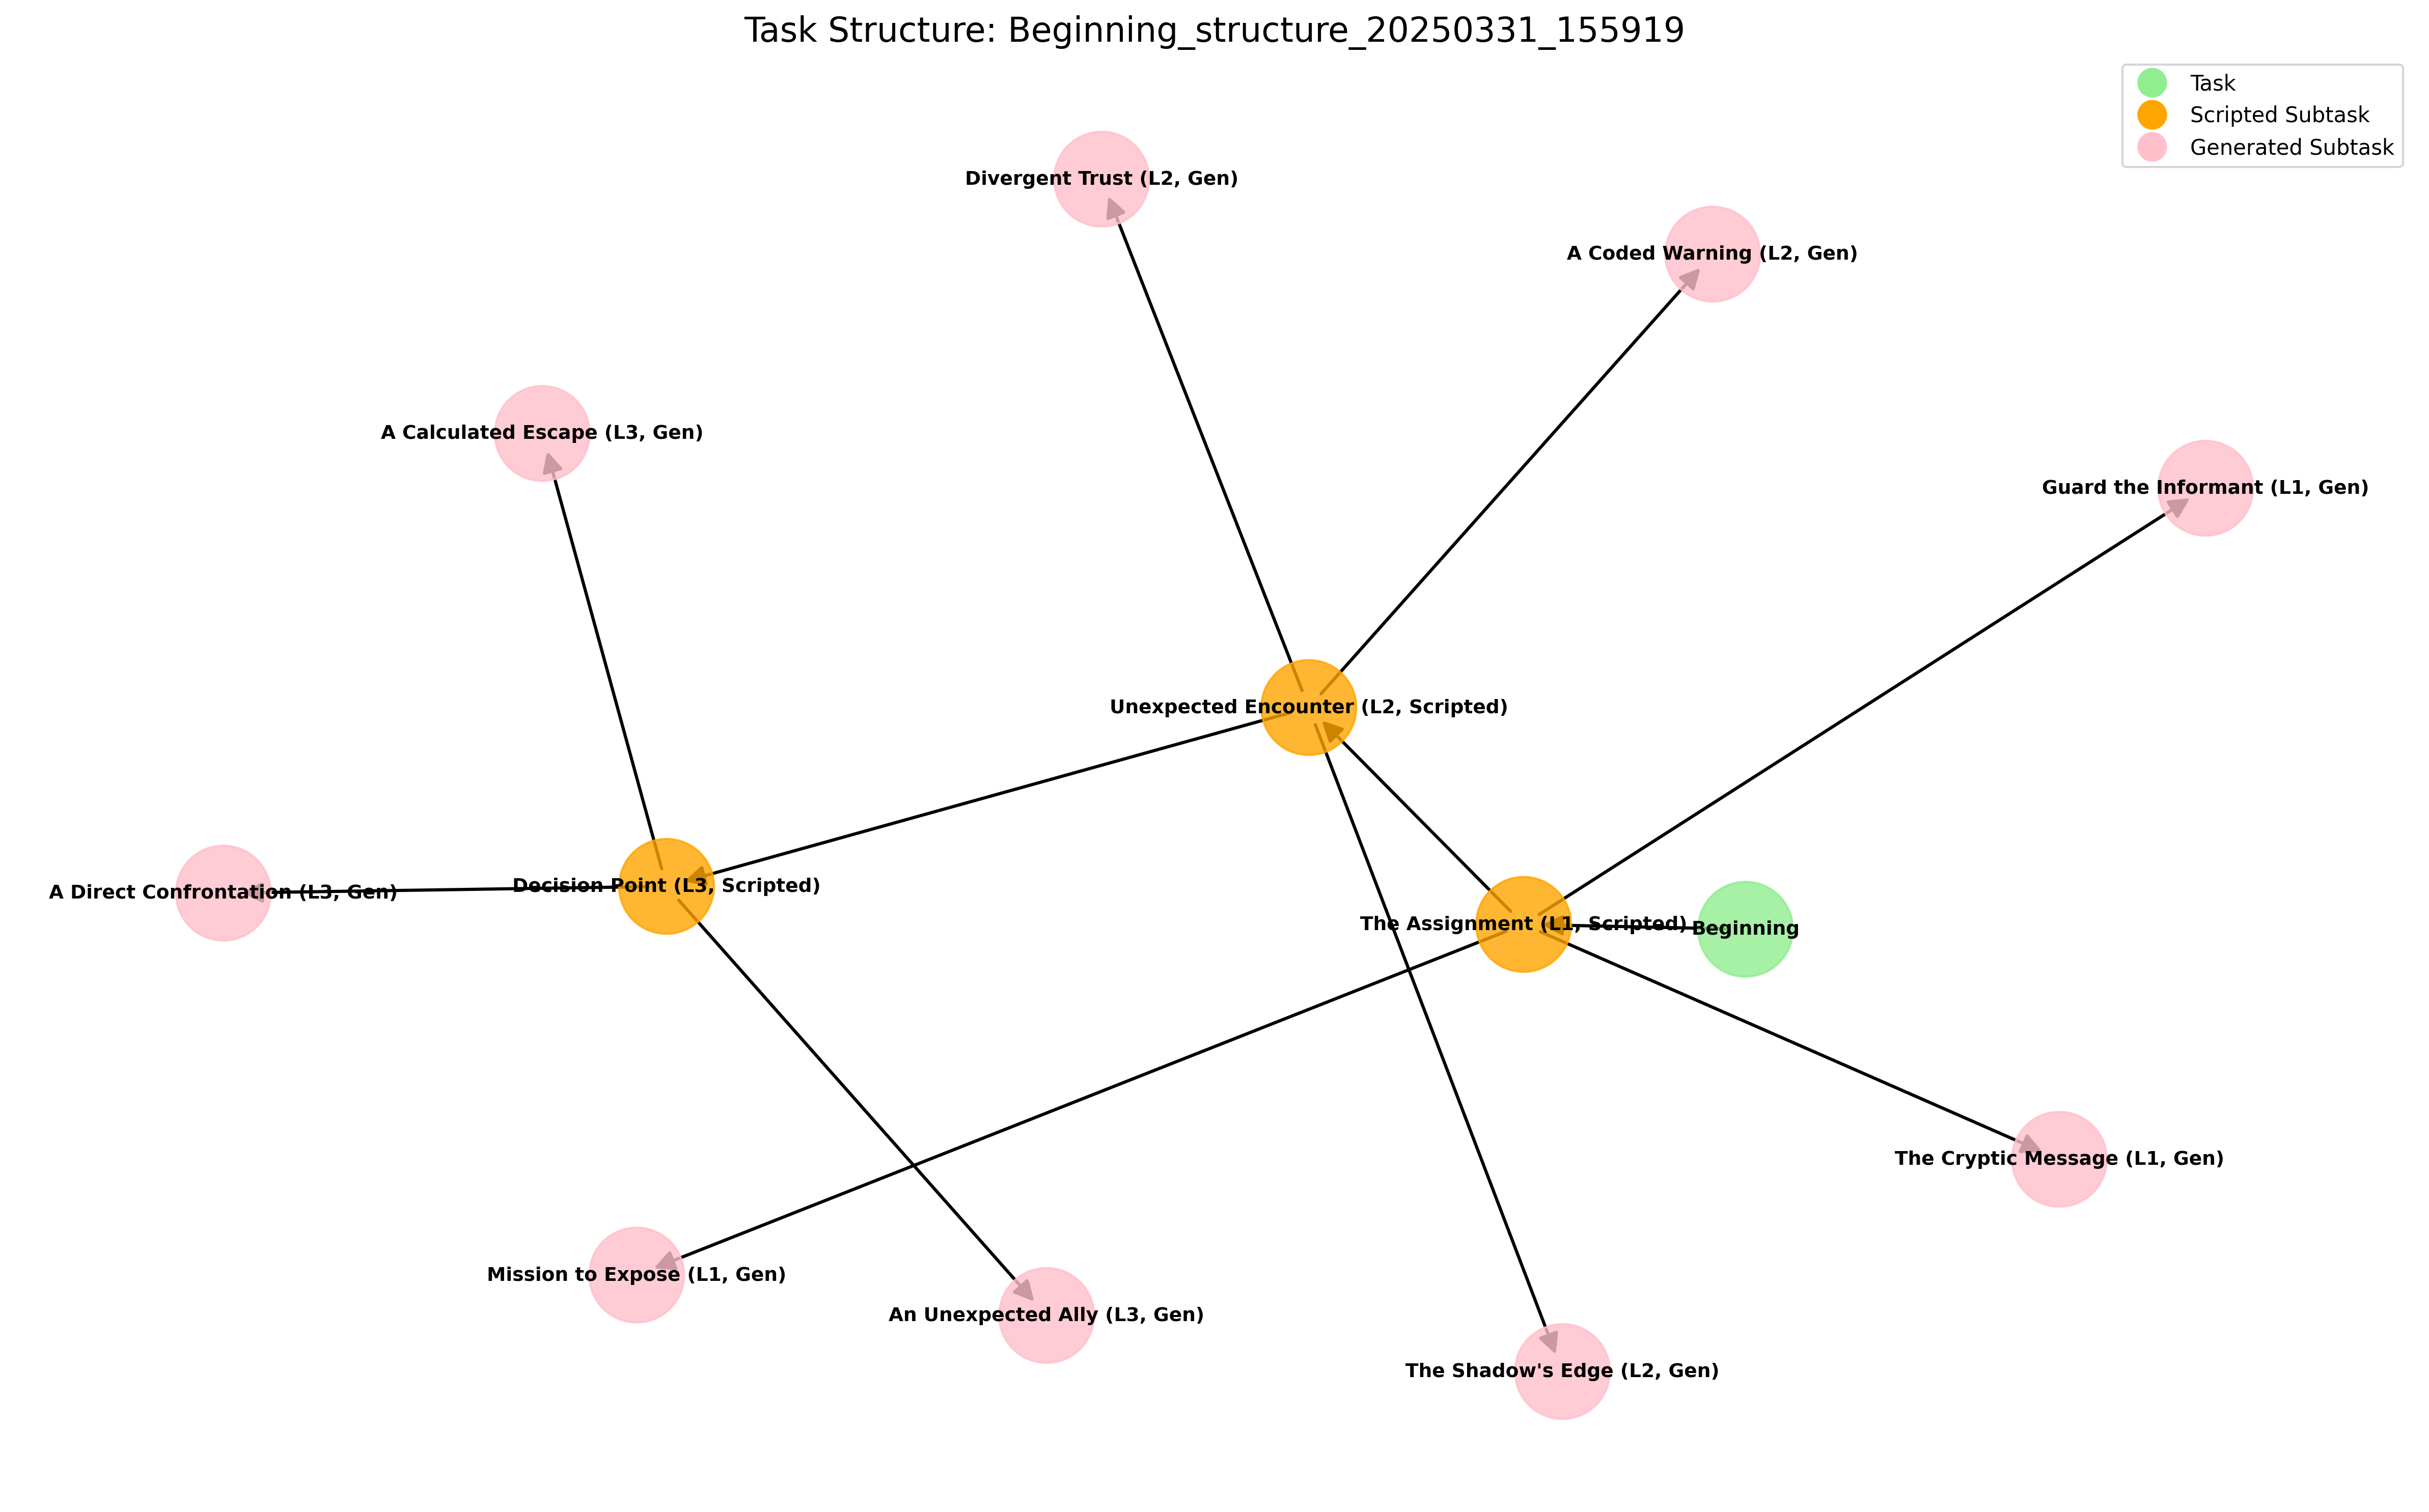 Task Structure: Beginning_structure_20250331_155919
Task
Scripted Subtask
Generated Subtask
Divergent Trust (L2, Gen)
A Coded Warning (L2, Gen)
A Calculated Escape (L3, Gen)
Guard the Informant (L1, Gen)
Unexpected Encounter (L2, Scripted)
A Direct Confrontation (L3, Gen)
Decision Point (L3, Scripted)
The Assignment (L1, Scripted)
Beginning
The Cryptic Message (L1, Gen)
Mission to Expose (L1, Gen)
An Unexpected Ally (L3, Gen)
The Shadow's Edge (L2, Gen)